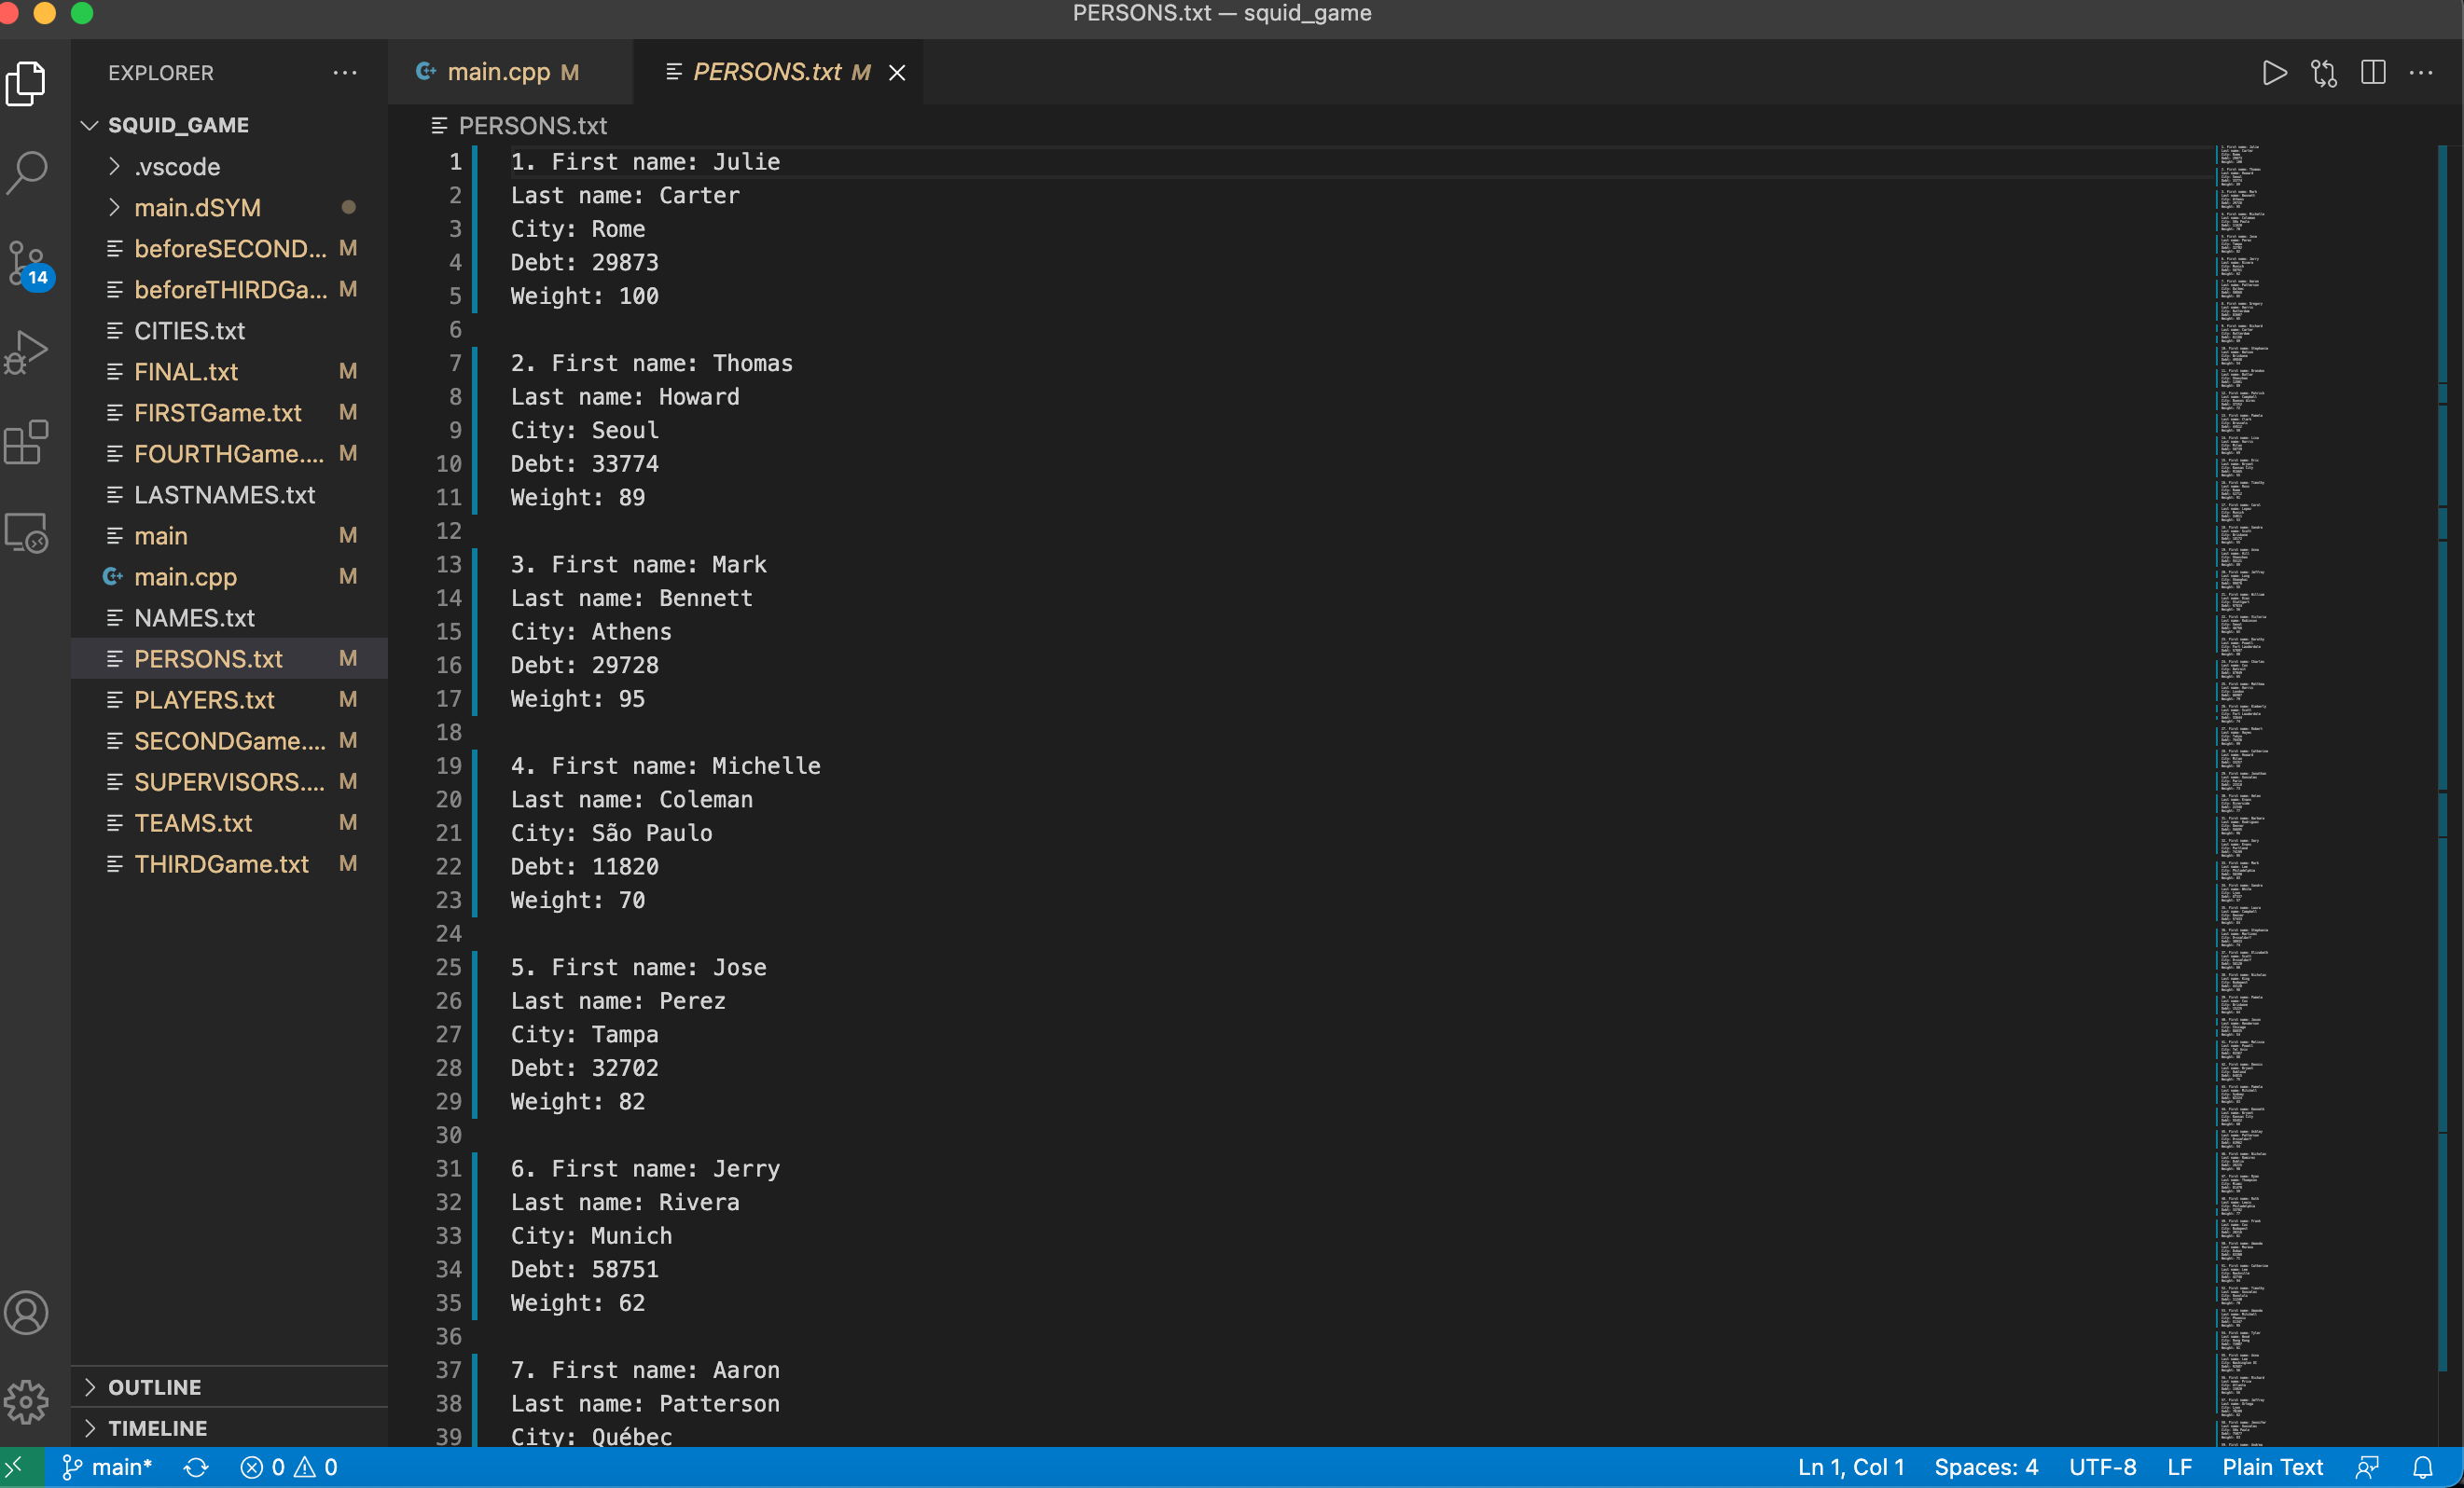 PERSONS.txt — squid_game
EXPLORER
SQUID_GAME
.vscode
main.dSYM
beforeSECOND... M
beforeTHIRDGa... M
CITIES.txt
FINAL.txt M
FIRSTGame.txt M
FOURTHGame.... M
LASTNAMES.txt
main M
main.cpp M
NAMES.txt
PERSONS.txt M
PLAYERS.txt M
SECONDGame.... M
SUPERVISORS.... M
TEAMS.txt M
THIRDGame.txt M
OUTLINE
TIMELINE
14
main.cpp M
PERSONS.txt M
PERSONS.txt
1 1. First name: Julie
2 Last name: Carter
3 City: Rome
4 Debt: 29873
5 Weight: 100
6
7 2. First name: Thomas
8 Last name: Howard
9 City: Seoul
10 Debt: 33774
11 Weight: 89
12
13 3. First name: Mark
14 Last name: Bennett
15 City: Athens
16 Debt: 29728
17 Weight: 95
18
19 4. First name: Michelle
20 Last name: Coleman
21 City: São Paulo
22 Debt: 11820
23 Weight: 70
24
25 5. First name: Jose
26 Last name: Perez
27 City: Tampa
28 Debt: 32702
29 Weight: 82
30
31 6. First name: Jerry
32 Last name: Rivera
33 City: Munich
34 Debt: 58751
35 Weight: 62
36
37 7. First name: Aaron
38 Last name: Patterson
39 City: Québec
main* 0 0
Ln 1, Col 1 Spaces: 4 UTF-8 LF Plain Text